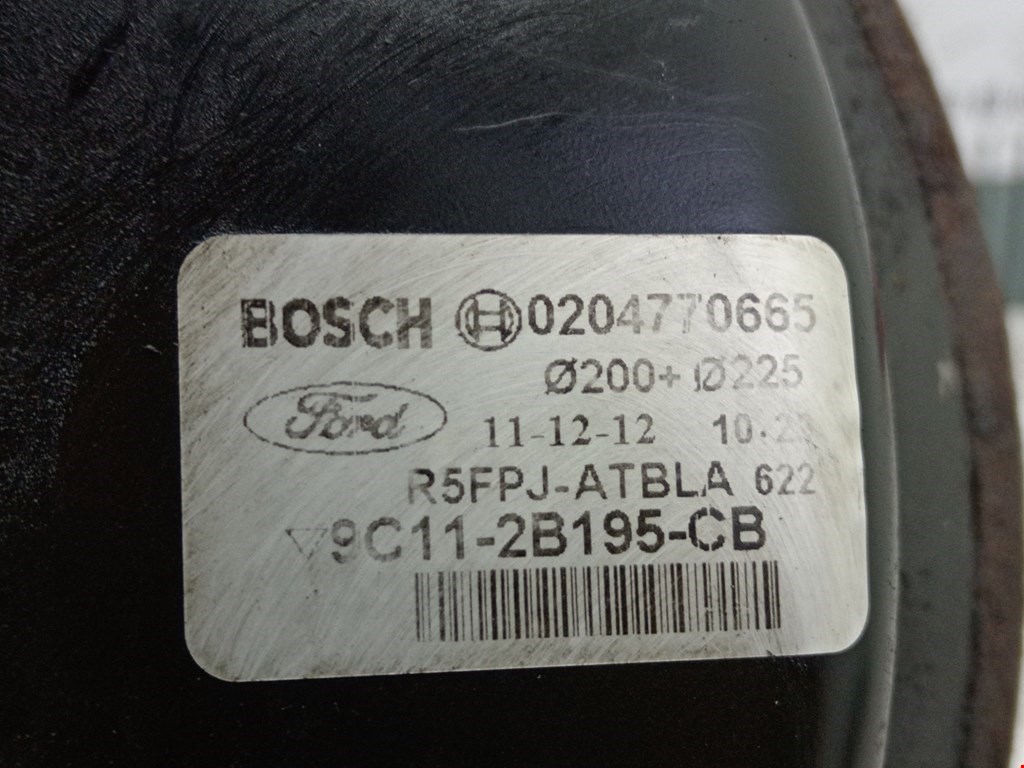 BOSCH 0204770665
Ø200+ Ø225
Ford
11-12-12
R5FPJ-ATBLA 622
▽9C11-2B195-CB